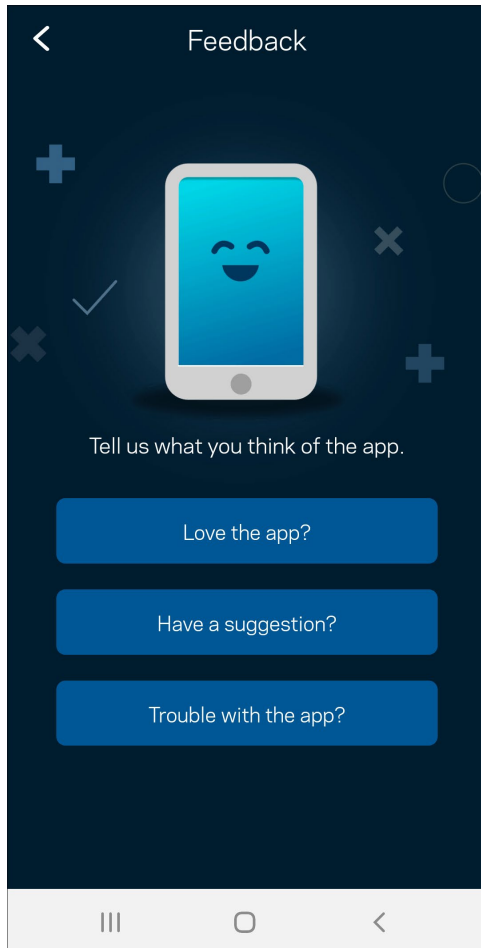 Feedback
Tell us what you think of the app.
Love the app?
Have a suggestion?
Trouble with the app?